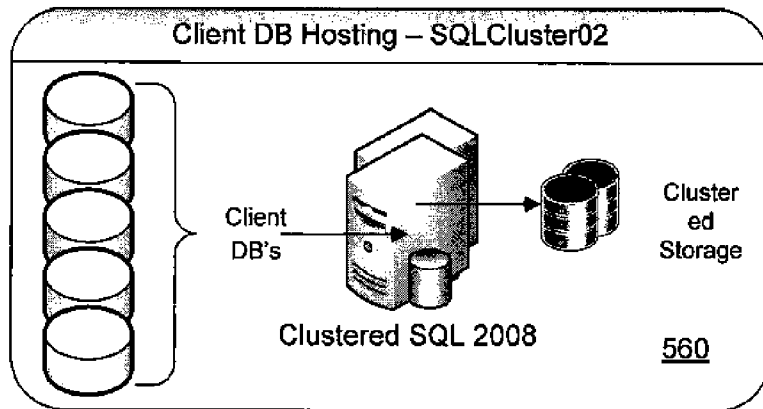 Client DB Hosting – SQLCluster02
Client
DB's
Cluster
ed
Storage
Clustered SQL 2008
560